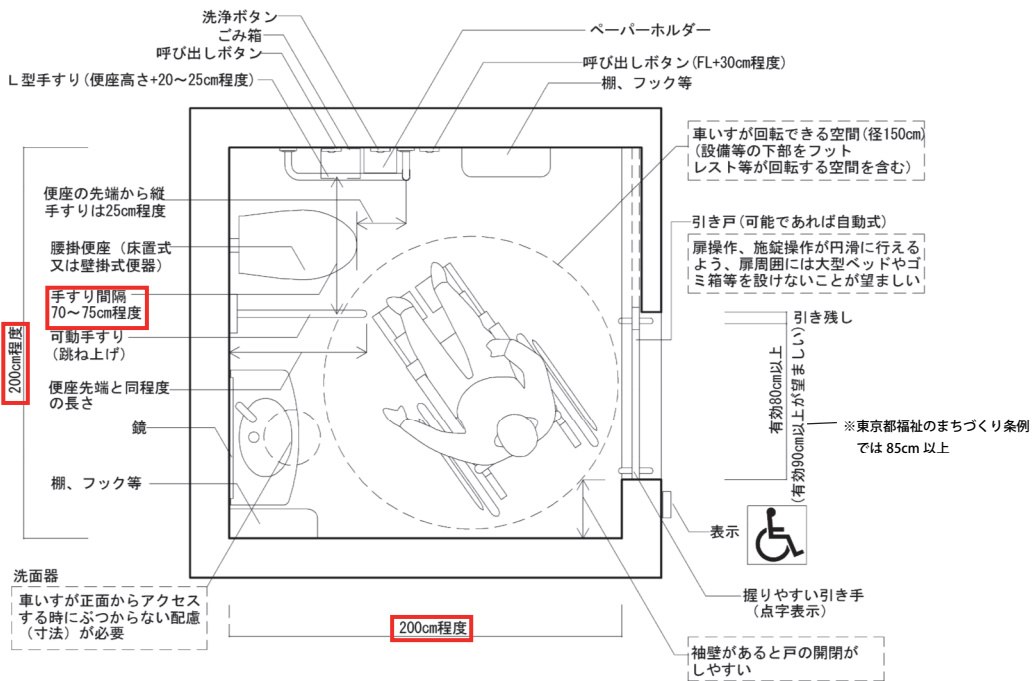 洗浄ボタン
ごみ箱
呼び出しボタン
L型手すり(便座高さ+20～25cm程度)
ペーパーホルダー
呼び出しボタン(FL+30cm程度)
棚、フック等
車いすが回転できる空間(径150cm)
(設備等の下部をフット
レスト等が回転する空間を含む)
便座の先端から縦
手すりは25cm程度
腰掛便座（床置式
又は壁掛式便器）
手すり間隔
70～75cm程度
可動手すり
（跳ね上げ）
便座先端と同程度
の長さ
鏡
棚、フック等
200cm程度
洗面器
車いすが正面からアクセス
する時にぶつからない配慮
（寸法）が必要
200cm程度
引き戸(可能であれば自動式)
扉操作、施錠操作が円滑に行える
よう、扉周囲には大型ベッドやゴ
ミ箱等を設けないことが望ましい
引き残し
有効80cm以上
(有効90cm以上が望ましい)
※東京都福祉のまちづくり条例
では 85cm 以上
表示
握りやすい引き手
（点字表示）
袖壁があると戸の開閉が
しやすい